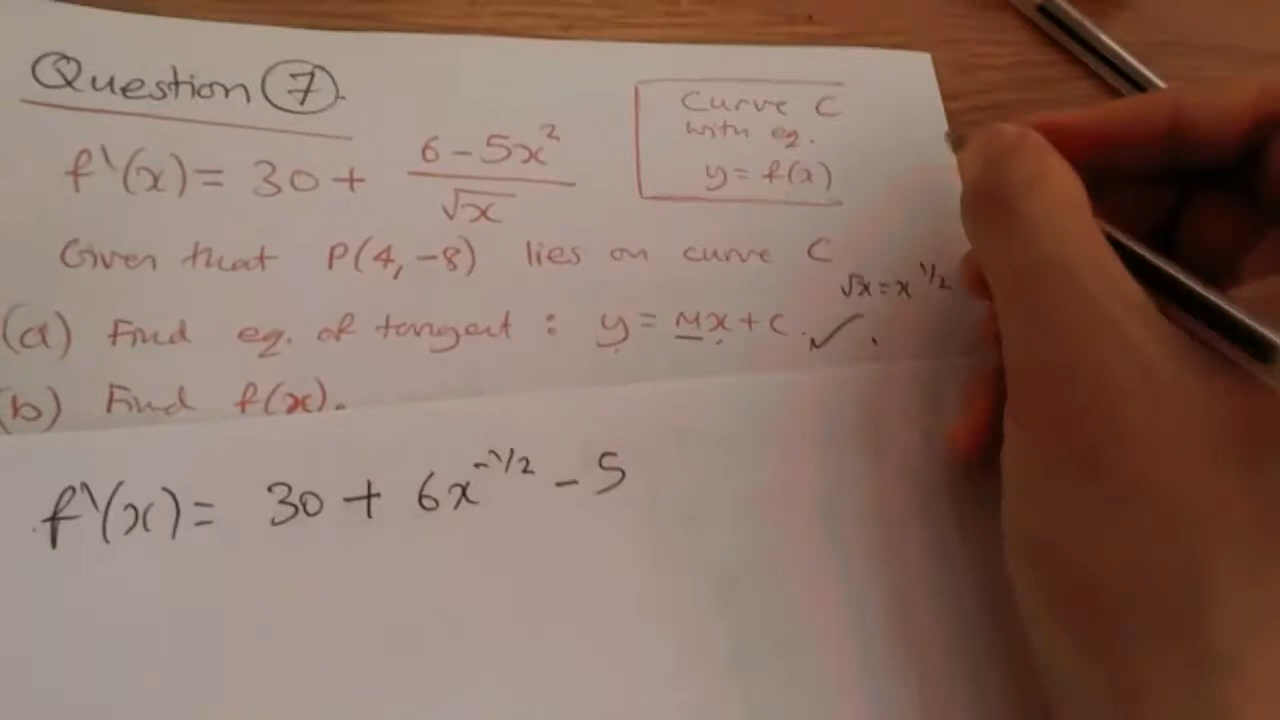 Question 7.
f'(x) = 30 + (6 - 5x²)/√x
Curve C
with eq.
y = f(x)
Given that P(4, -8) lies on curve C
√x = x^1/2
(a) Find eq. of tangent : y = Mx + C. ✓.
(b) Find f(x).
f'(x) = 30 + 6x^-1/2 - 5